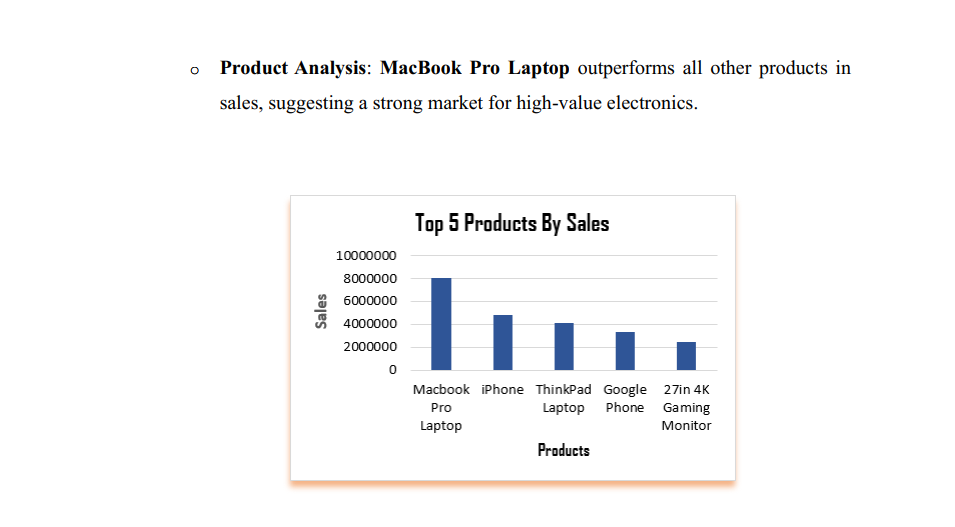 o Product Analysis: MacBook Pro Laptop outperforms all other products in
sales, suggesting a strong market for high-value electronics.
Top 5 Products By Sales
10000000
8000000
6000000
4000000
2000000
0
Sales
Macbook Pro Laptop
iPhone
ThinkPad Laptop
Google Phone
27in 4K Gaming Monitor
Products